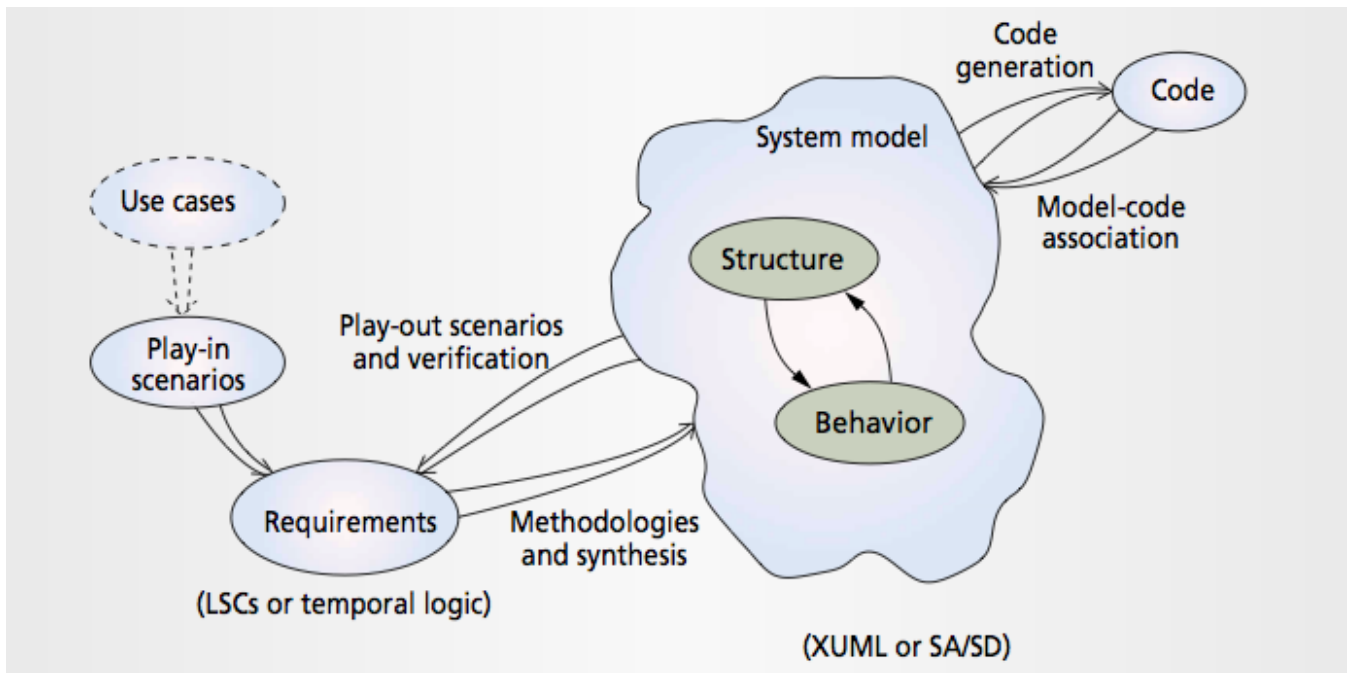 Code
generation
Code
System model
Use cases
Model-code
association
Structure
Play-out scenarios
and verification
Play-in
scenarios
Behavior
Requirements
Methodologies
and synthesis
(LSCs or temporal logic)
(XUML or SA/SD)